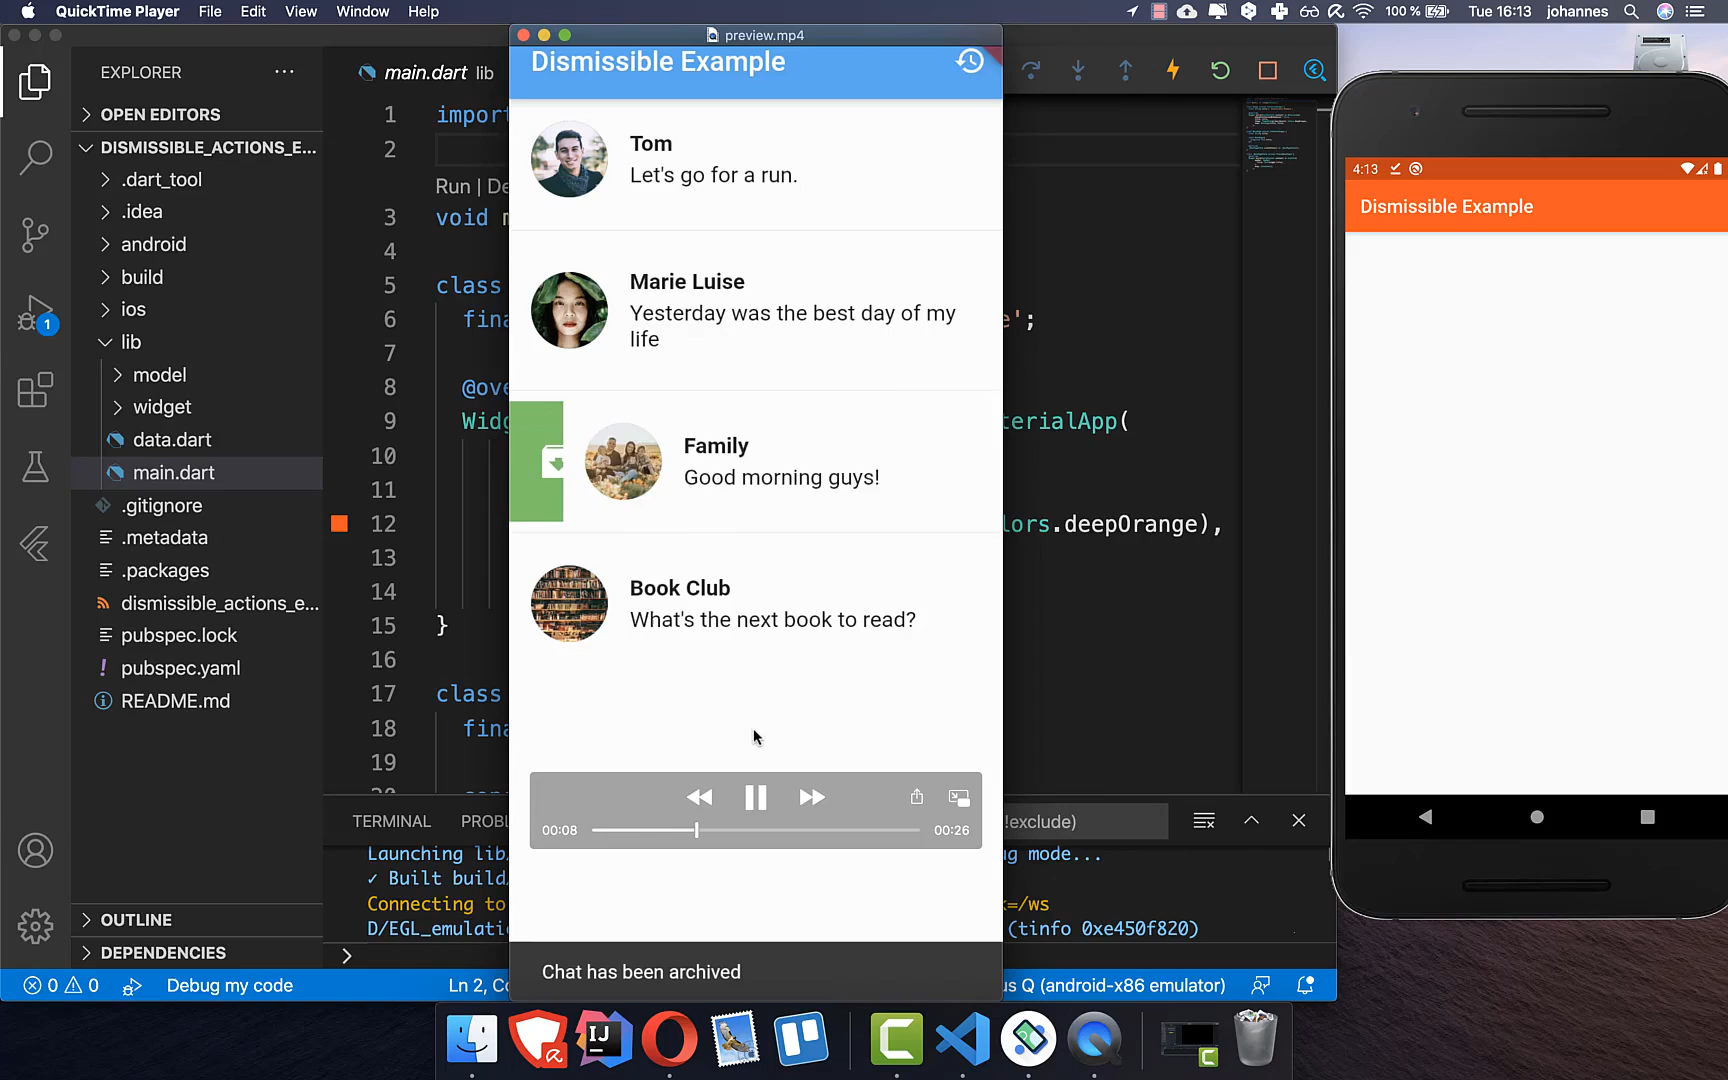 QuickTime Player File Edit View Window Help 100 % Tue 16:13 johannes
preview.mp4
EXPLORER
OPEN EDITORS
DISMISSIBLE_ACTIONS_E...
.dart_tool
.idea
android
build
ios
lib
model
widget
data.dart
main.dart
.gitignore
.metadata
.packages
dismissible_actions_e...
pubspec.lock
pubspec.yaml
README.md
OUTLINE
DEPENDENCIES
1
main.dart lib
1 impor
2
Run | De
3 void m
4
5 class
6 fina e';
7
8 @ove
9 Widg terialApp(
10
11
12 lors.deepOrange),
13
14
15 }
16
17 class
18 fina
19
TERMINAL PROBL !exclude)
Launching lib g mode...
✓ Built build/
Connecting to k=/ws
D/EGL_emulati (tinfo 0xe450f820)
0 0 Debug my code Ln 2, C us Q (android-x86 emulator)
Dismissible Example
Tom
Let's go for a run.
Marie Luise
Yesterday was the best day of my
life
Family
Good morning guys!
Book Club
What's the next book to read?
00:08 00:26
Chat has been archived
4:13
Dismissible Example
IJ